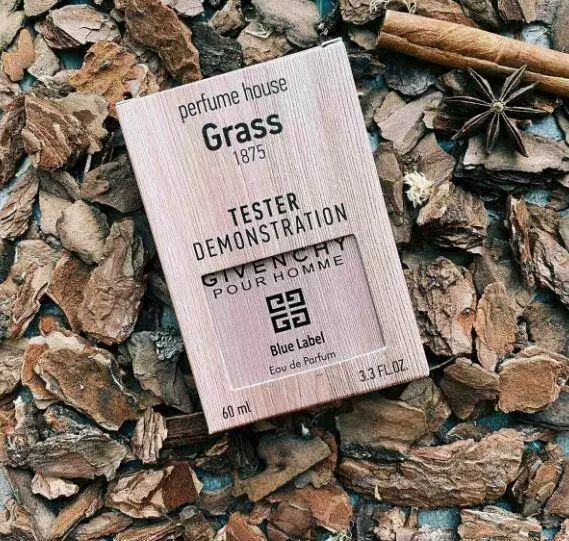 perfume house
Grass
1875
TESTER
DEMONSTRATION
GIVENCHY
POUR HOMME
Blue Label
Eau de Parfum
60 ml
3.3 FL.OZ.